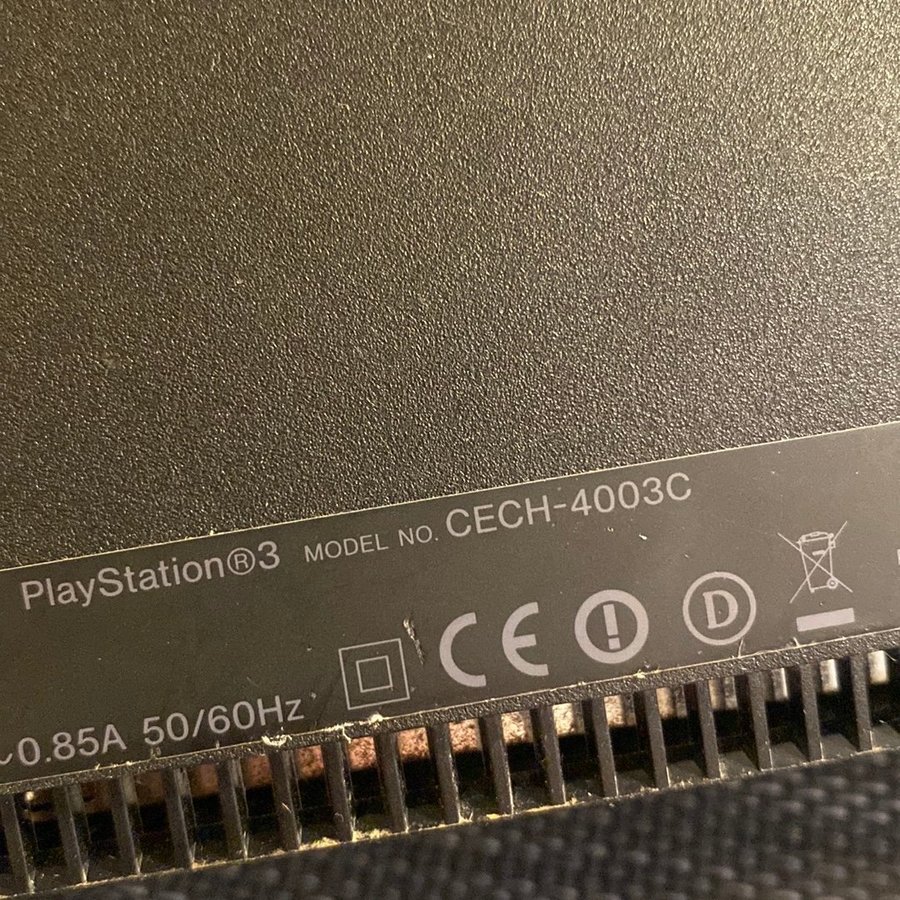 PlayStation®3 MODEL NO. CECH-4003C
~0.85A 50/60Hz CE D